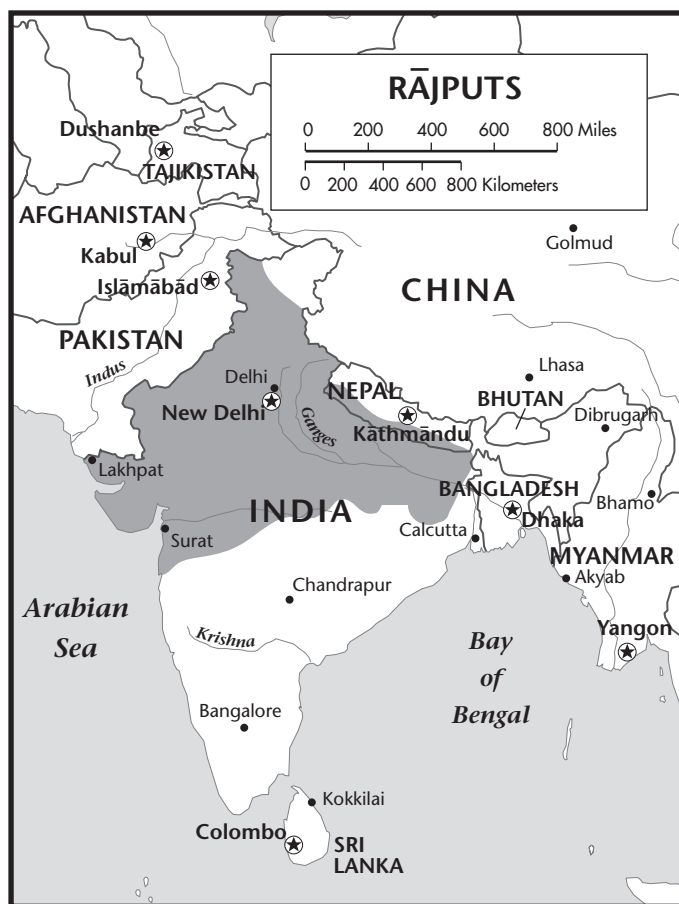 RĀJPUTS
0 200 400 600 800 Miles
0 200 400 600 800 Kilometers
Dushanbe
TAJIKISTAN
AFGHANISTAN
Kabul
Golmud
Islāmābād
CHINA
PAKISTAN
Indus
Delhi
New Delhi
Ganges
NEPAL
Kāthmāndu
Lhasa
BHUTAN
Dibrugarh
Lakhpat
BANGLADESH
Dhaka
Bhamo
INDIA
Surat
Calcutta
MYANMAR
Akyab
Chandrapur
Arabian
Sea
Krishna
Bay
of
Bengal
Yangon
Bangalore
Kokkilai
Colombo
SRI
LANKA